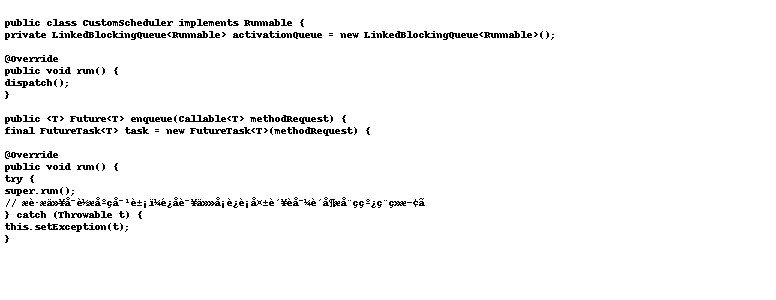 public class CustomScheduler implements Runnable {
private LinkedBlockingQueue<Runnable> activationQueue = new LinkedBlockingQueue<Runnable>();
@Override
public void run() {
dispatch();
}
public <T> Future<T> enqueue(Callable<T> methodRequest) {
final FutureTask<T> task = new FutureTask<T>(methodRequest) {
@Override
public void run() {
try {
super.run();
//
} catch (Throwable t) {
this.setException(t);
}